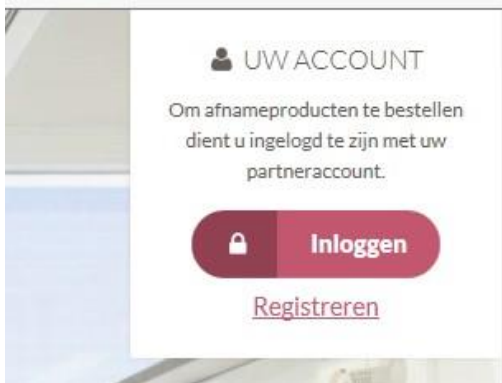 UW ACCOUNT
Om afnameproducten te bestellen
dient u ingelogd te zijn met uw
partneraccount.
Inloggen
Registreren